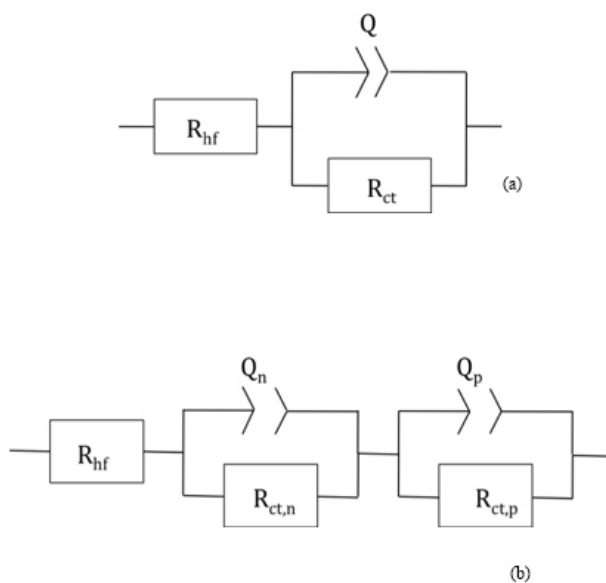 Q
R_hf
R_ct
(a)
Q_n
Q_p
R_hf
R_ct,n
R_ct,p
(b)